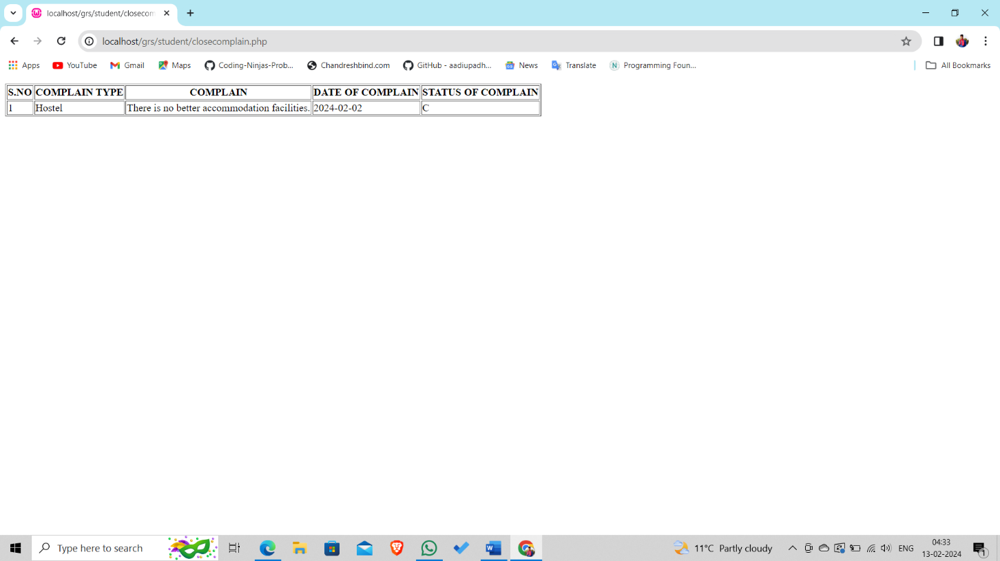 localhost/grs/student/closecom
localhost/grs/student/closecomplain.php
Apps YouTube Gmail Maps Coding-Ninjas-Prob... Chandreshbind.com GitHub - aadiupadh... News Translate Programming Foun... All Bookmarks
S.NO COMPLAIN TYPE COMPLAIN DATE OF COMPLAIN STATUS OF COMPLAIN
1 Hostel There is no better accommodation facilities. 2024-02-02 C
Type here to search 11°C Partly cloudy ENG 04:33
13-02-2024 1